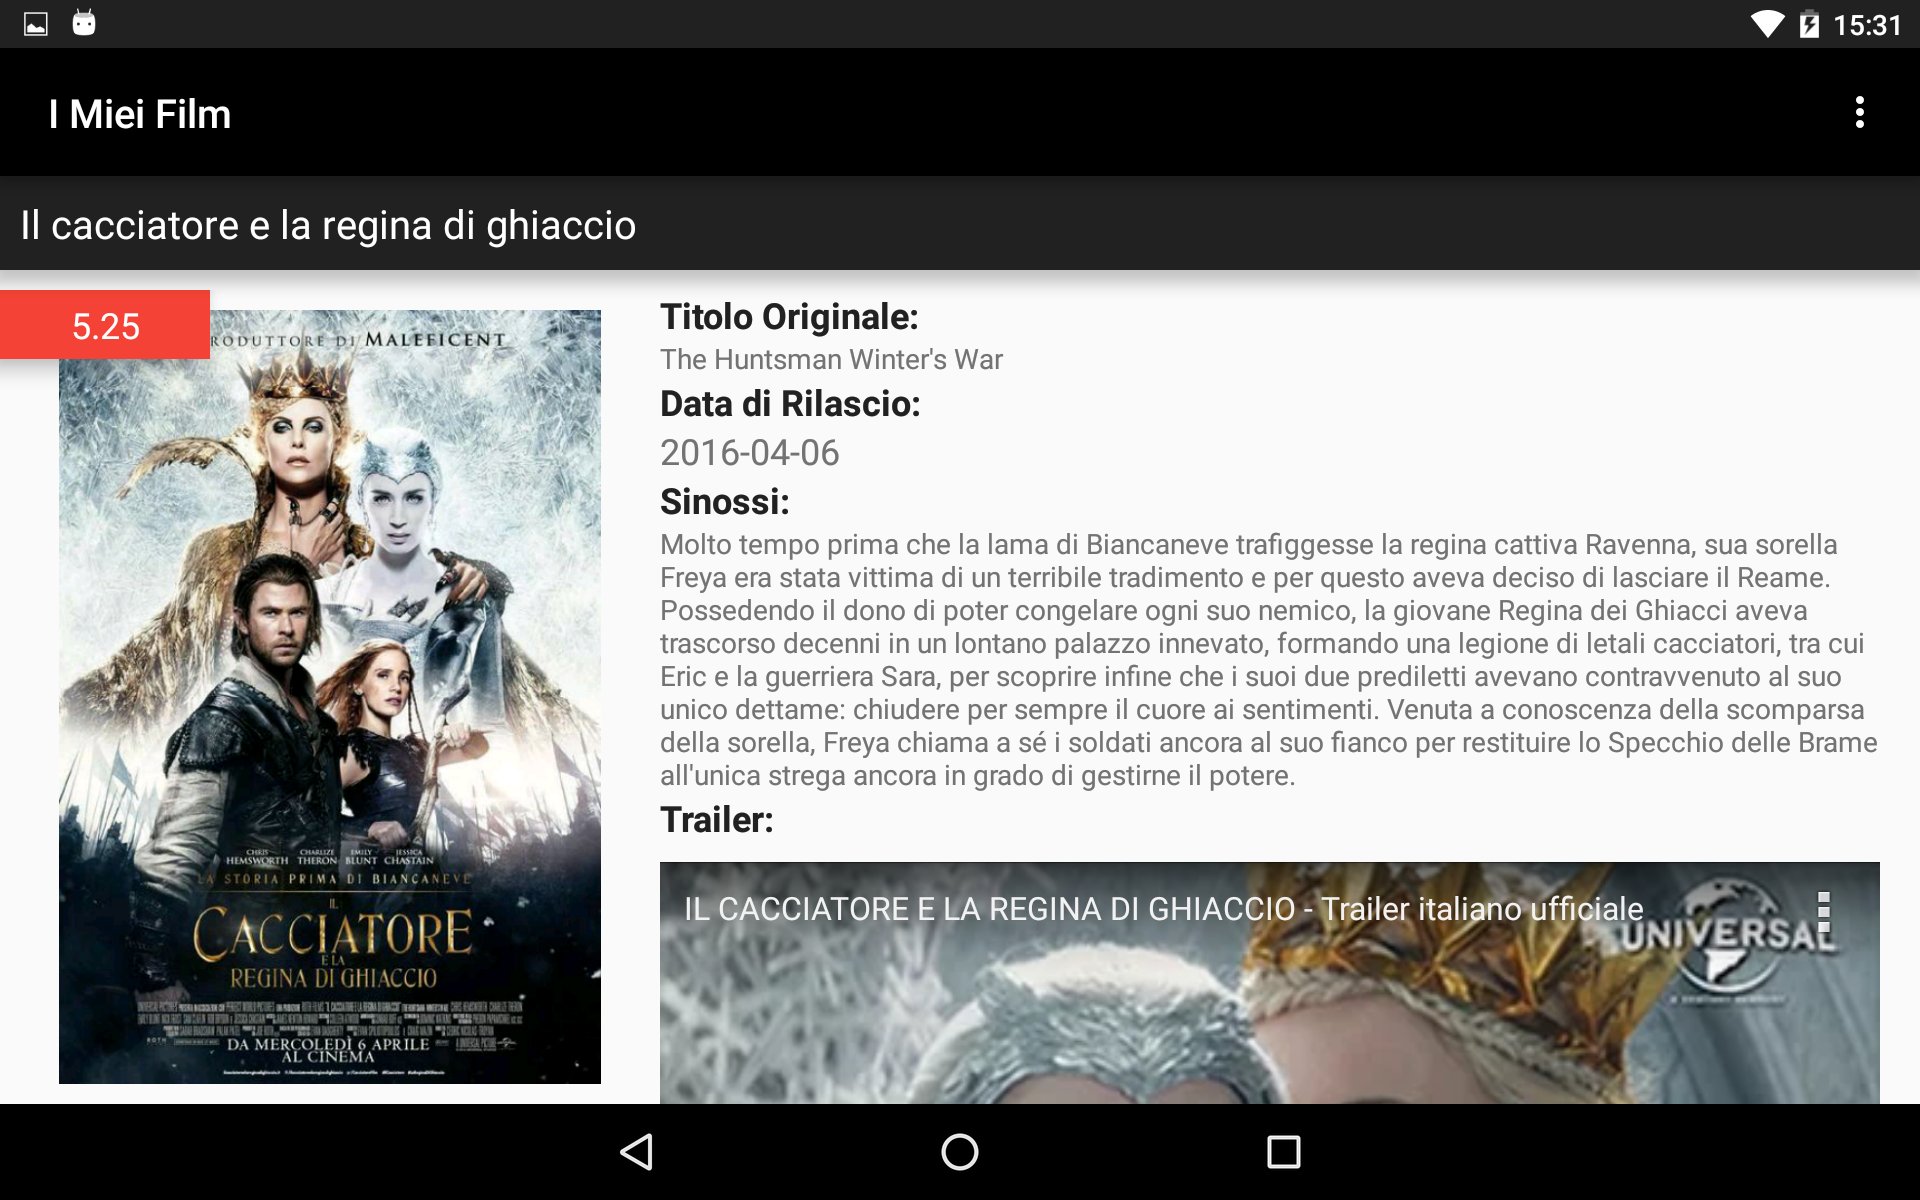 15:31
I Miei Film
Il cacciatore e la regina di ghiaccio
5.25
RODUTTORE DI MALEFICENT
CHRIS HEMSWORTH CHARLIZE THERON EMILY BLUNT JESSICA CHASTAIN
LA STORIA PRIMA DI BIANCANEVE
IL
CACCIATORE
E LA
REGINA DI GHIACCIO
DA MERCOLEDÌ 6 APRILE
AL CINEMA
Titolo Originale:
The Huntsman Winter's War
Data di Rilascio:
2016-04-06
Sinossi:
Molto tempo prima che la lama di Biancaneve trafiggesse la regina cattiva Ravenna, sua sorella
Freya era stata vittima di un terribile tradimento e per questo aveva deciso di lasciare il Reame.
Possedendo il dono di poter congelare ogni suo nemico, la giovane Regina dei Ghiacci aveva
trascorso decenni in un lontano palazzo innevato, formando una legione di letali cacciatori, tra cui
Eric e la guerriera Sara, per scoprire infine che i suoi due prediletti avevano contravvenuto al suo
unico dettame: chiudere per sempre il cuore ai sentimenti. Venuta a conoscenza della scomparsa
della sorella, Freya chiama a sé i soldati ancora al suo fianco per restituire lo Specchio delle Brame
all'unica strega ancora in grado di gestirne il potere.
Trailer:
IL CACCIATORE E LA REGINA DI GHIACCIO - Trailer italiano ufficiale
UNIVERSAL